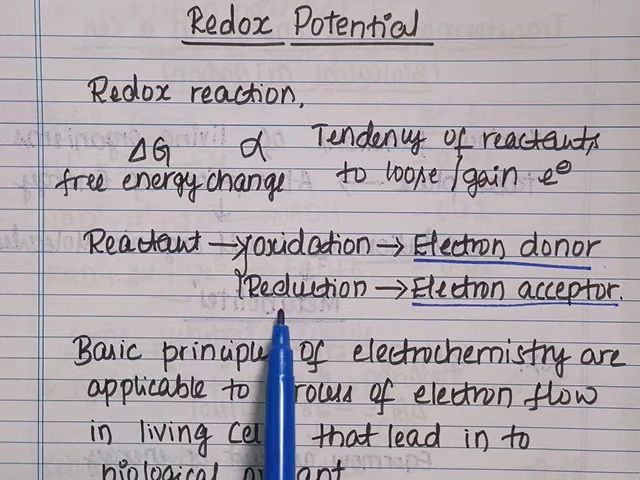 Redox Potential
Redox reaction,
ΔG α Tendency of reactants
free energy change to loose/gain e⊖
Reactant → oxidation → Electron donor
Reduction → Electron acceptor.
Basic principle of electrochemistry are
applicable to of electron flow
in living that lead in to
biological